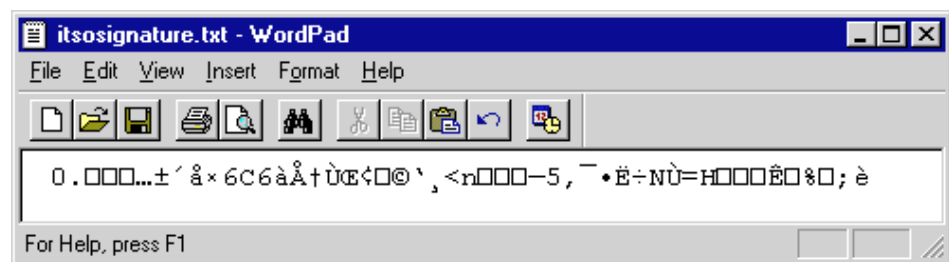 itsosignature.txt - WordPad
File Edit View Insert Format Help
0.□□□…±´å×6C6àÅ†ÙŒ¢□©‵¸<n□□□—5,¯•Ë÷NÙ=H□□□Ê□%□;è
For Help, press F1